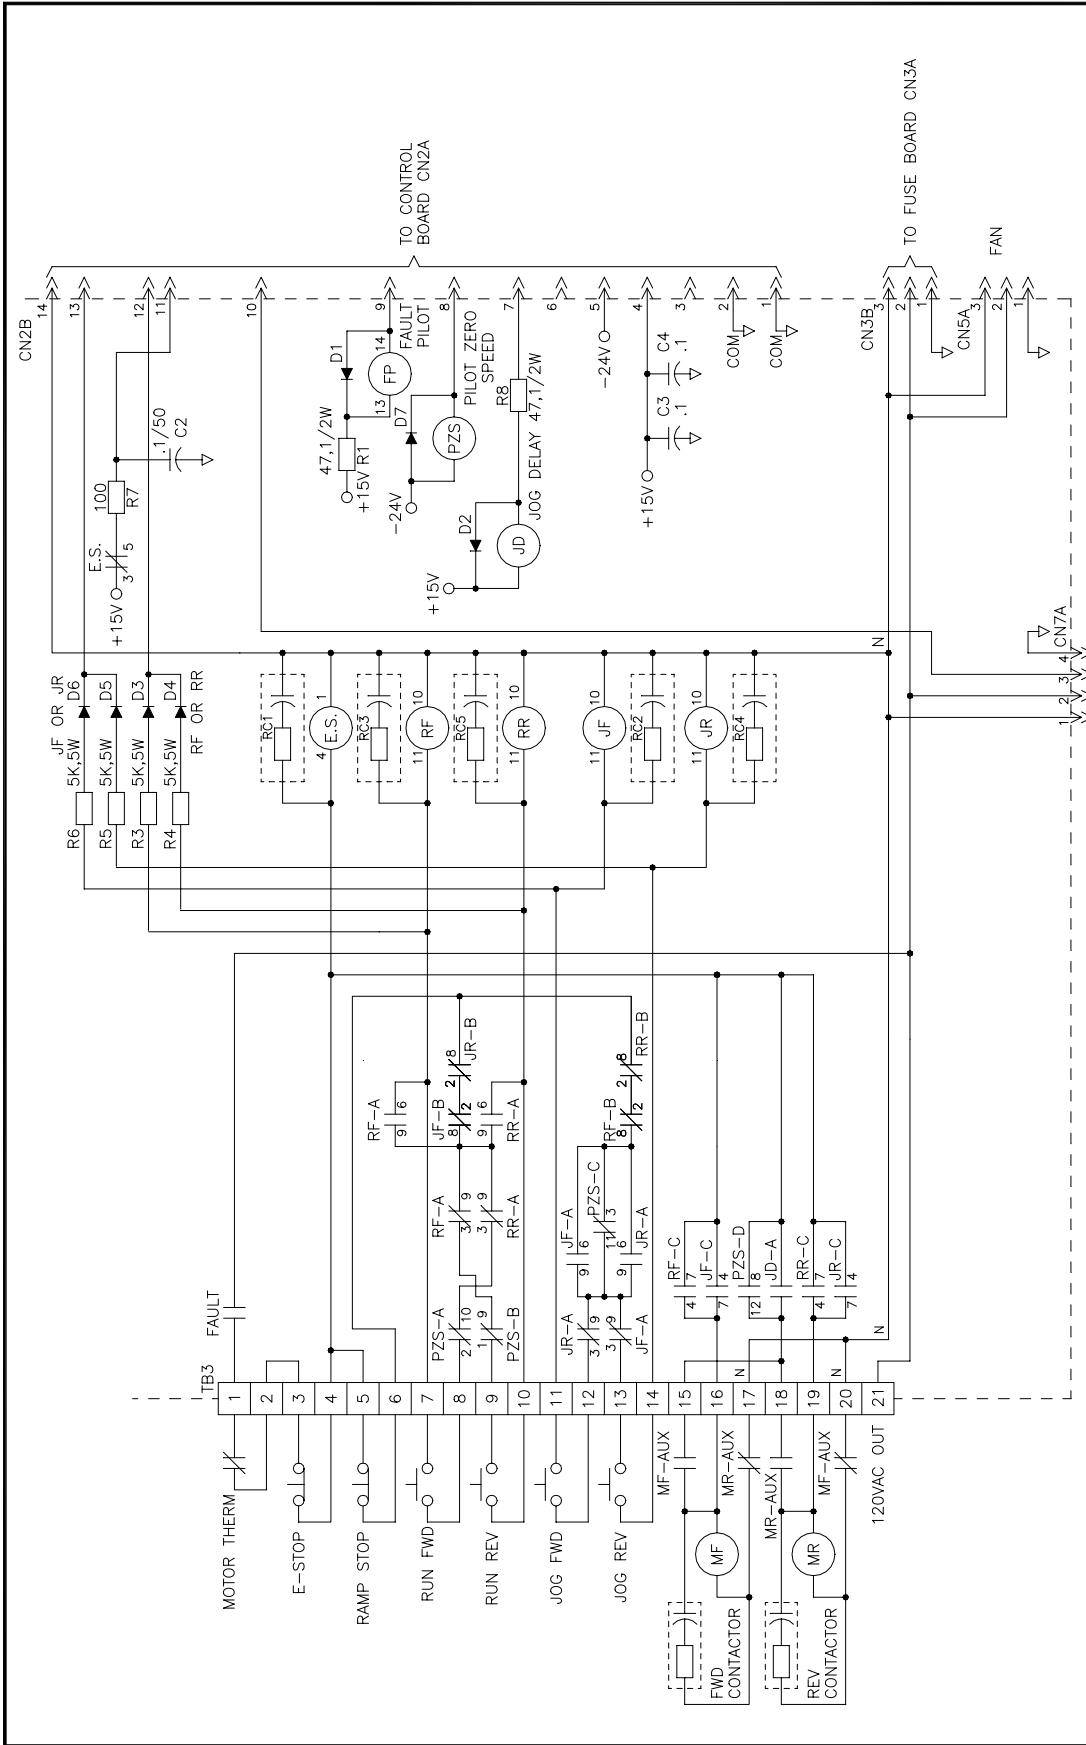 CN2B
14
13
12
11
10
9
8
7
6
5
4
3
2
1
TO CONTROL
BOARD CN2A
CN3B
3
2
1
TO FUSE BOARD CN3A
CN5A
3
2
1
FAN
CN7A
1
2
3
4
JF OR JR
R6 5K,5W D6
R5 5K,5W D5
R3 5K,5W D3
R4 5K,5W D4
RF OR RR
+15V
E.S.
3 5
100
R7
.1/50
C2
D1
47,1/2W
+15V R1
13 FP 14
FAULT
PILOT
-24V
D7
PZS
PILOT ZERO
SPEED
+15V
D2
JD
JOG DELAY
R8
47,1/2W
-24V
+15V
C3
.1
C4
.1
COM
COM
N
RC1
4 E.S. 1
RC3
11 RF 10
RC5
11 RR 10
11 JF 10
RC2
11 JR 10
RC4
TB3
1
2
3
4
5
6
7
8
9
10
11
12
13
14
15
16
17
18
19
20
21
FAULT
MOTOR THERM
E-STOP
RAMP STOP
RUN FWD
RUN REV
JOG FWD
JOG REV
RF-A
9 6
JF-B
8 2
JR-B
2 8
RR-A
9 6
RF-A
3 9
RR-A
3 9
PZS-A
2 10
PZS-B
1 9
JF-A
9 6
PZS-C
11 3
JR-A
9 6
RF-B
8 2
RR-B
2 8
JR-A
3 9
JF-A
3 9
RF-C
4 7
JF-C
7 4
PZS-D
12 8
JD-A
RR-C
4 7
JR-C
7 4
N
N
N
MF-AUX
MF
MR-AUX
FWD
CONTACTOR
MR-AUX
MR
MF-AUX
REV
CONTACTOR
120VAC OUT